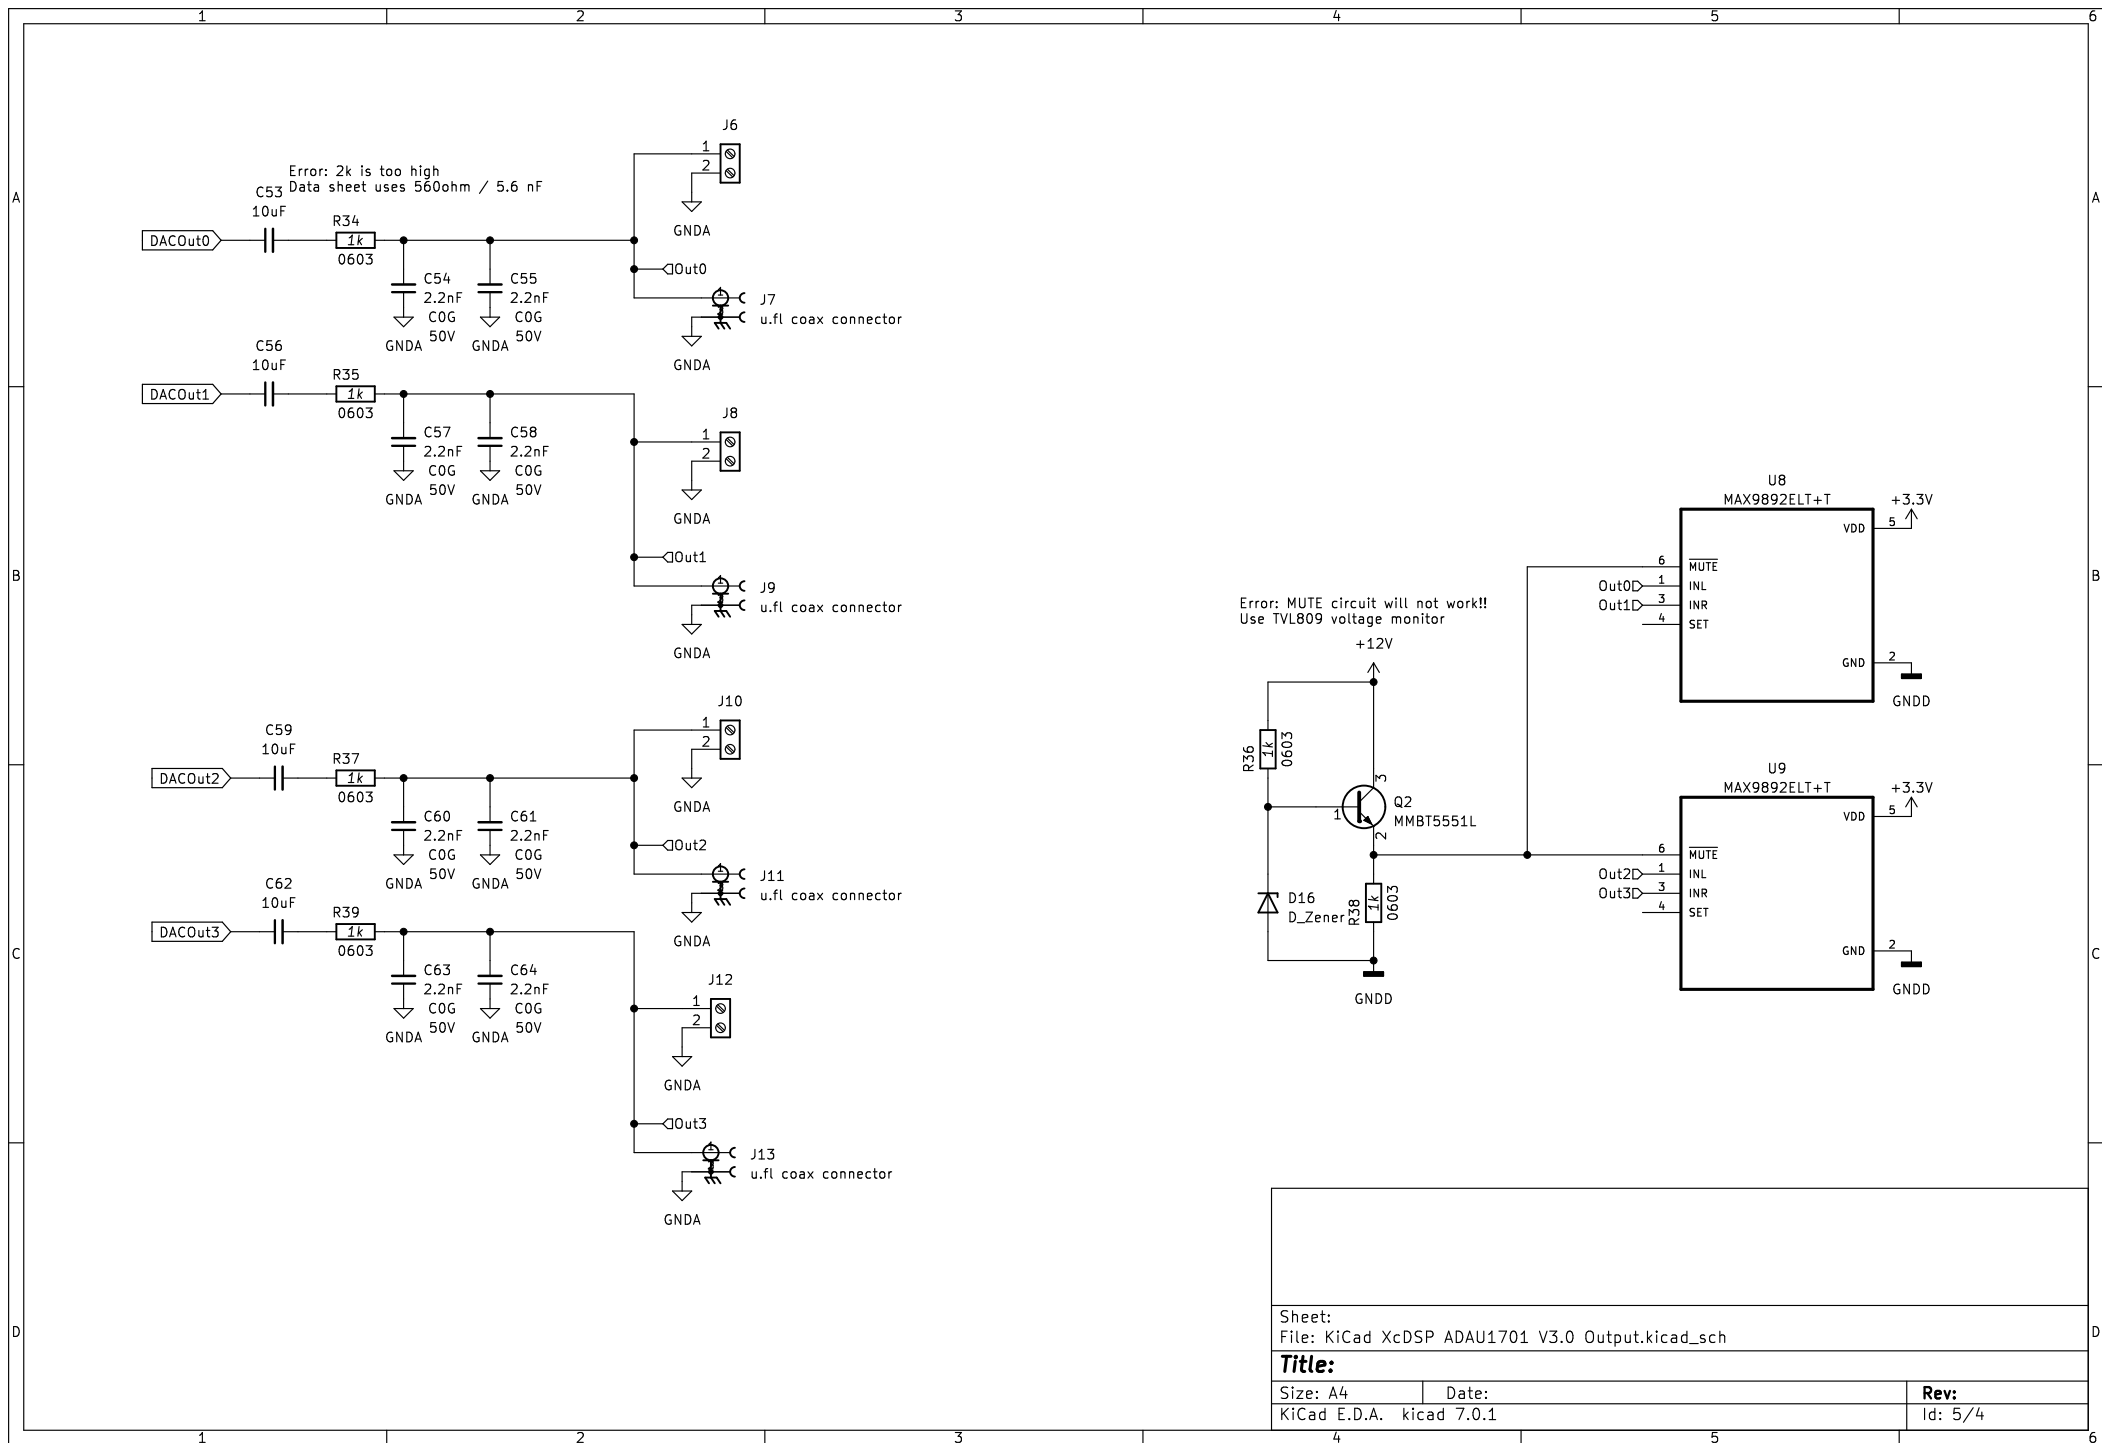 1 2 3 4 5 6
A
B
C
D
A
B
C
D
Error: 2k is too high
Data sheet uses 560ohm / 5.6 nF
DACOut0
C53
10uF
R34
1k
0603
C54
2.2nF
C0G
50V
GNDA
C55
2.2nF
C0G
50V
GNDA
J6
1
2
GNDA
Out0
1
J7
u.fl coax connector
GNDA
DACOut1
C56
10uF
R35
1k
0603
C57
2.2nF
C0G
50V
GNDA
C58
2.2nF
C0G
50V
GNDA
J8
1
2
GNDA
Out1
1
J9
u.fl coax connector
GNDA
DACOut2
C59
10uF
R37
1k
0603
C60
2.2nF
C0G
50V
GNDA
C61
2.2nF
C0G
50V
GNDA
J10
1
2
GNDA
Out2
1
J11
u.fl coax connector
GNDA
DACOut3
C62
10uF
R39
1k
0603
C63
2.2nF
C0G
50V
GNDA
C64
2.2nF
C0G
50V
GNDA
J12
1
2
GNDA
Out3
1
J13
u.fl coax connector
GNDA
Error: MUTE circuit will not work!!
Use TVL809 voltage monitor
+12V
R36
1k
0603
1
3
2
Q2
MMBT5551L
D16
D_Zener
R38
1k
0603
GNDD
U8
MAX9892ELT+T
+3.3V
VDD 5
6 MUTE
Out0 1 INL
Out1 3 INR
4 SET
GND 2
GNDD
U9
MAX9892ELT+T
+3.3V
VDD 5
6 MUTE
Out2 1 INL
Out3 3 INR
4 SET
GND 2
GNDD
Sheet:
File: KiCad XcDSP ADAU1701 V3.0 Output.kicad_sch
Title:
Size: A4 Date: Rev:
KiCad E.D.A. kicad 7.0.1 Id: 5/4
1 2 3 4 5 6